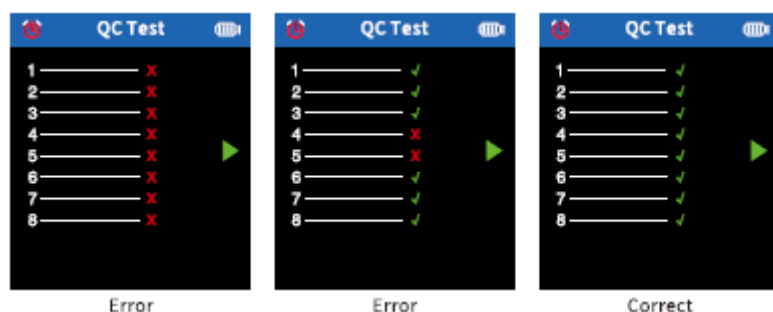 QC Test
1 X
2 X
3 X
4 X
5 X
6 X
7 X
8 X
Error
QC Test
1 √
2 √
3 √
4 X
5 X
6 √
7 √
8 √
Error
QC Test
1 √
2 √
3 √
4 √
5 √
6 √
7 √
8 √
Correct